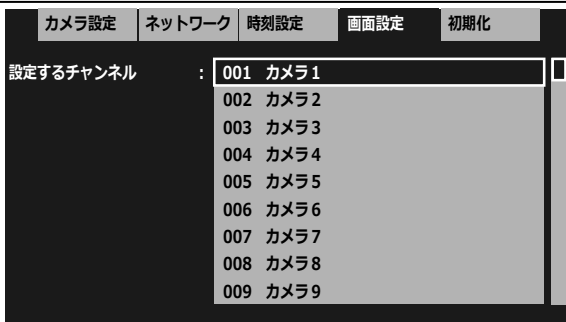 カメラ設定 ネットワーク 時刻設定 画面設定 初期化
設定するチャンネル : 001 カメラ1
002 カメラ2
003 カメラ3
004 カメラ4
005 カメラ5
006 カメラ6
007 カメラ7
008 カメラ8
009 カメラ9